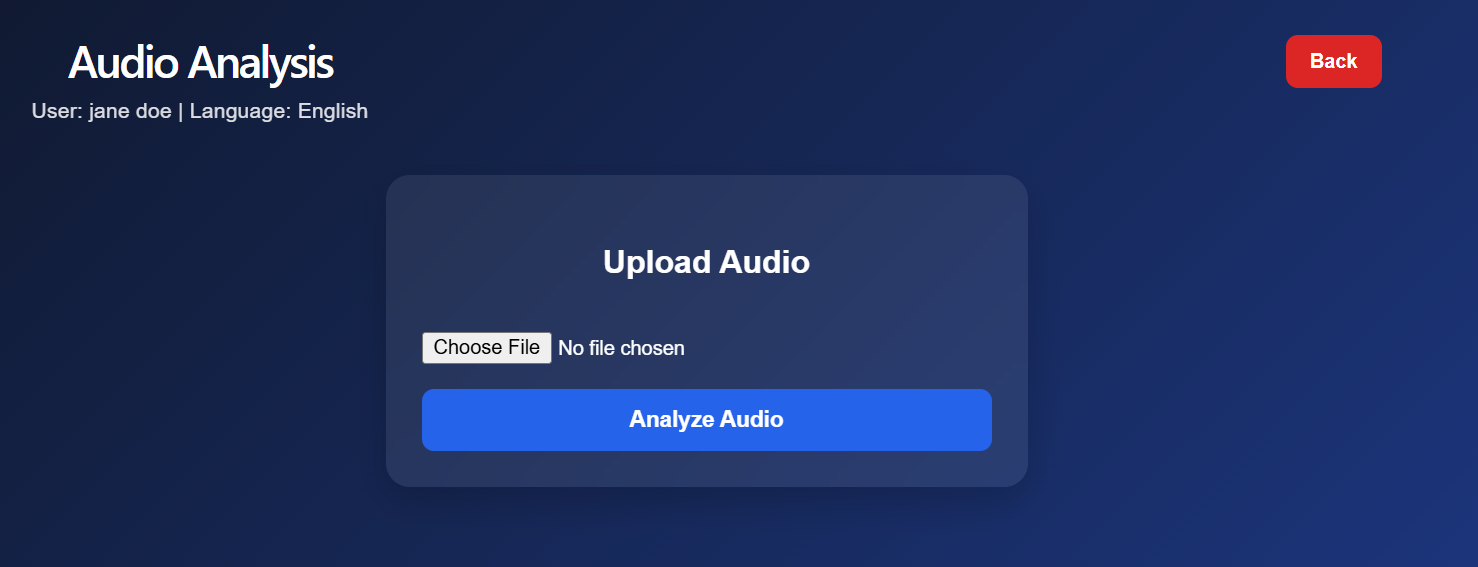 Audio Analysis
Back
User: jane doe | Language: English
Upload Audio
Choose File No file chosen
Analyze Audio